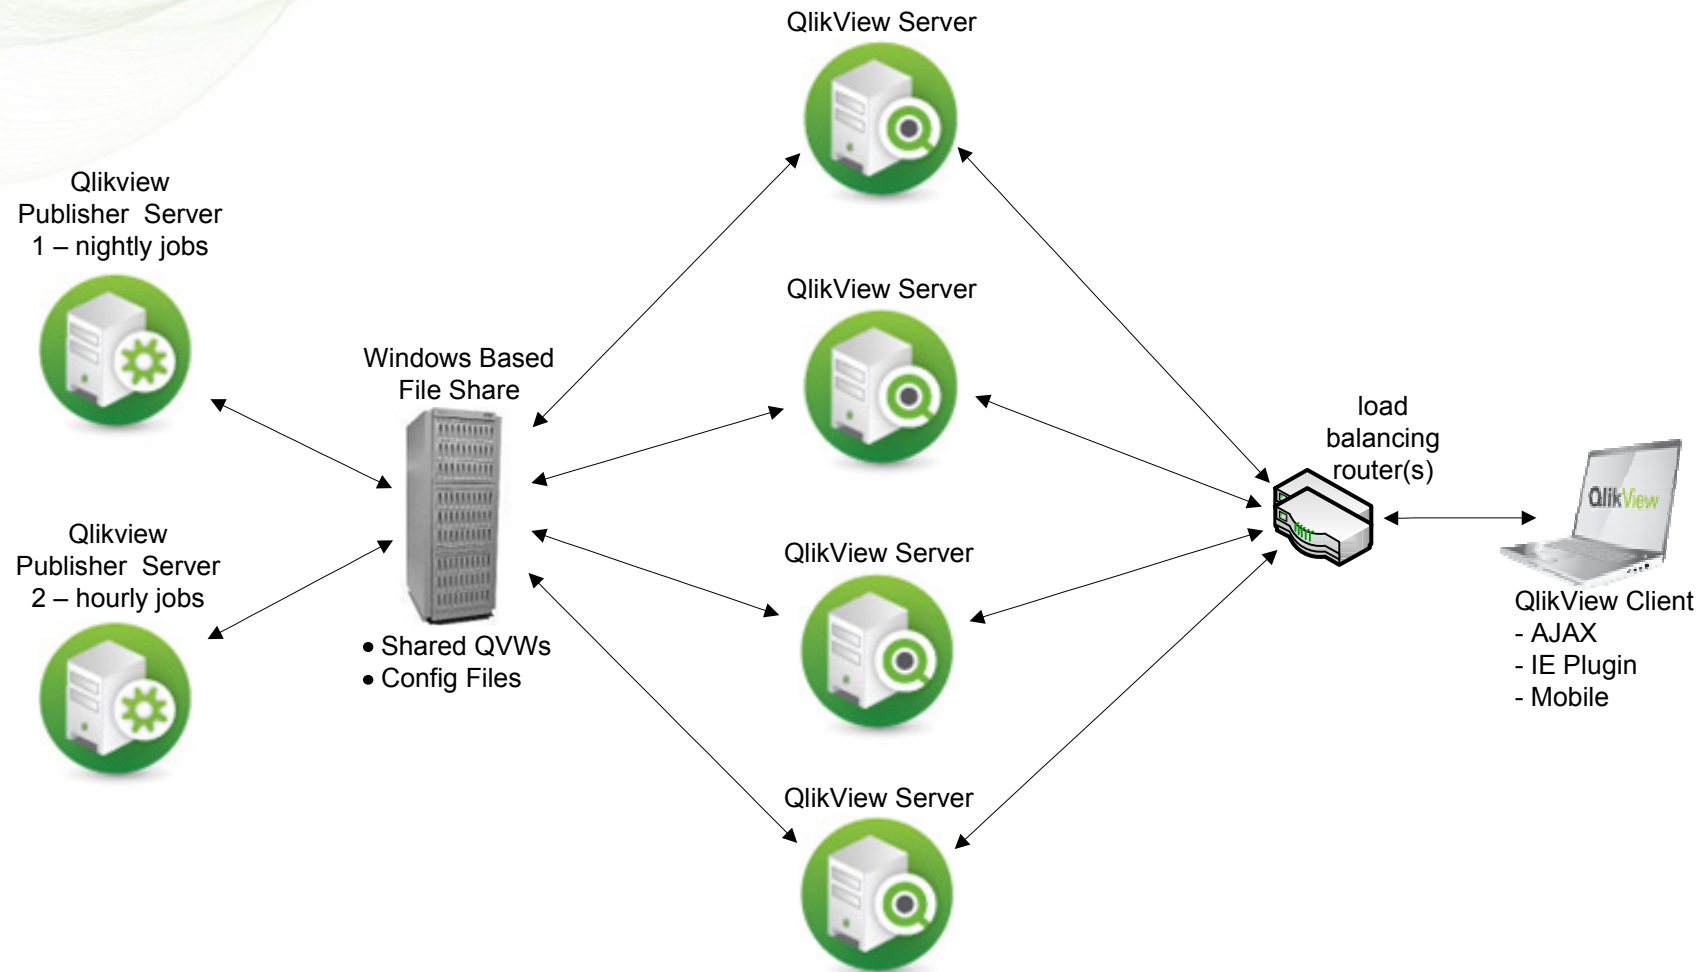 QlikView Server
Qlikview
Publisher Server
1 – nightly jobs
QlikView Server
Windows Based
File Share
load
balancing
router(s)
QlikView
Qlikview
Publisher Server
2 – hourly jobs
• Shared QVWs
• Config Files
QlikView Server
QlikView Client
- AJAX
- IE Plugin
- Mobile
QlikView Server